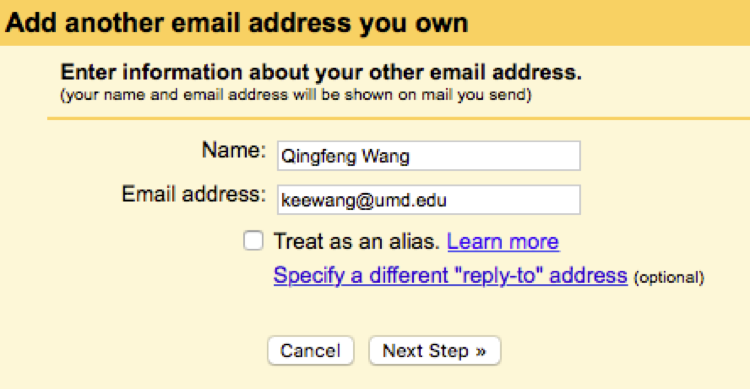 Add another email address you own
Enter information about your other email address.
(your name and email address will be shown on mail you send)
Name: Qingfeng Wang
Email address: keewang@umd.edu
Treat as an alias. Learn more
Specify a different "reply-to" address (optional)
Cancel Next Step »